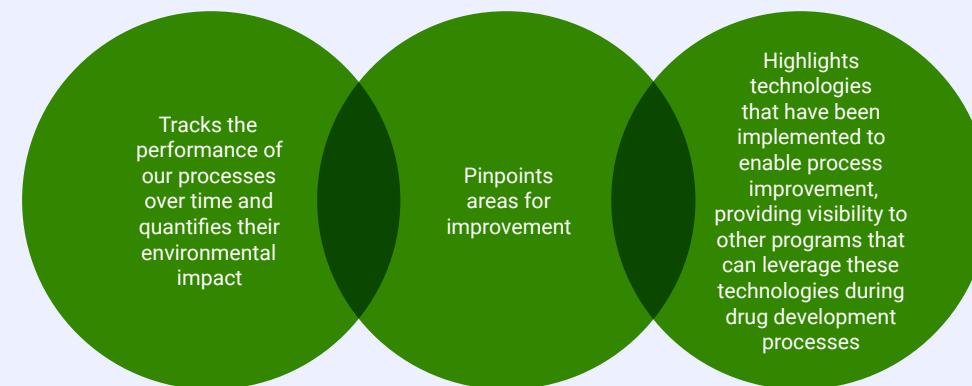 Tracks the
performance of
our processes
over time and
quantifies their
environmental
impact
Pinpoints
areas for
improvement
Highlights
technologies
that have been
implemented to
enable process
improvement,
providing visibility to
other programs that
can leverage these
technologies during
drug development
processes